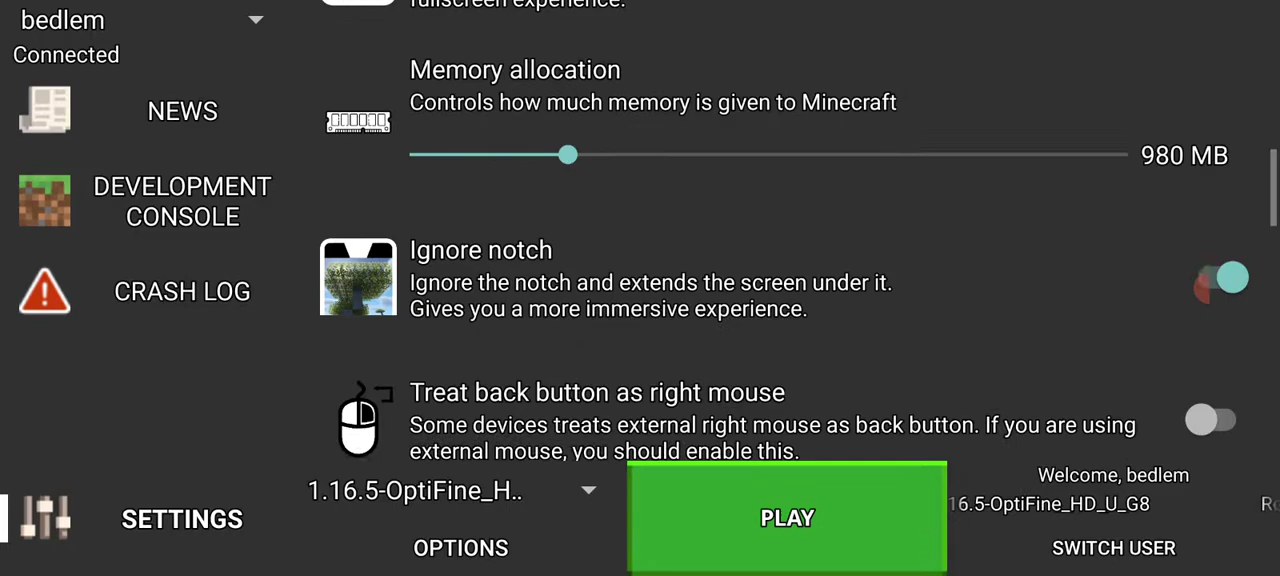 bedlem
Connected
NEWS
DEVELOPMENT
CONSOLE
CRASH LOG
SETTINGS
fullscreen experience.
Memory allocation
Controls how much memory is given to Minecraft
980 MB
Ignore notch
Ignore the notch and extends the screen under it.
Gives you a more immersive experience.
Treat back button as right mouse
Some devices treats external right mouse as back button. If you are using
external mouse, you should enable this.
1.16.5-OptiFine_H..
OPTIONS
PLAY
Welcome, bedlem
16.5-OptiFine_HD_U_G8
SWITCH USER